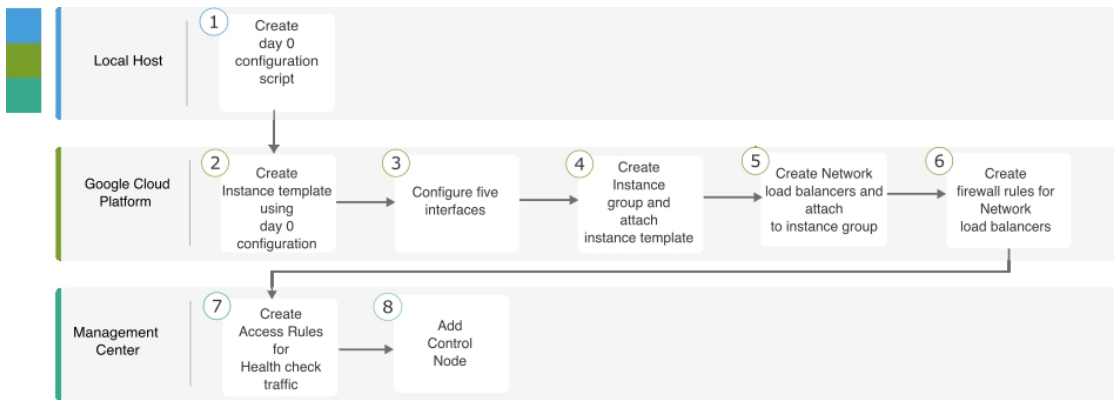 Local Host
1
Create
day 0
configuration
script
Google Cloud
Platform
2
Create
Instance template
using
day 0
configuration
3
Configure five
interfaces
4
Create
Instance
group and
attach
instance template
5
Create Network
load balancers and
attach
to instance group
6
Create
firewall rules for
Network
load balancers
Management
Center
7
Create
Access Rules
for
Health check
traffic
8
Add
Control
Node